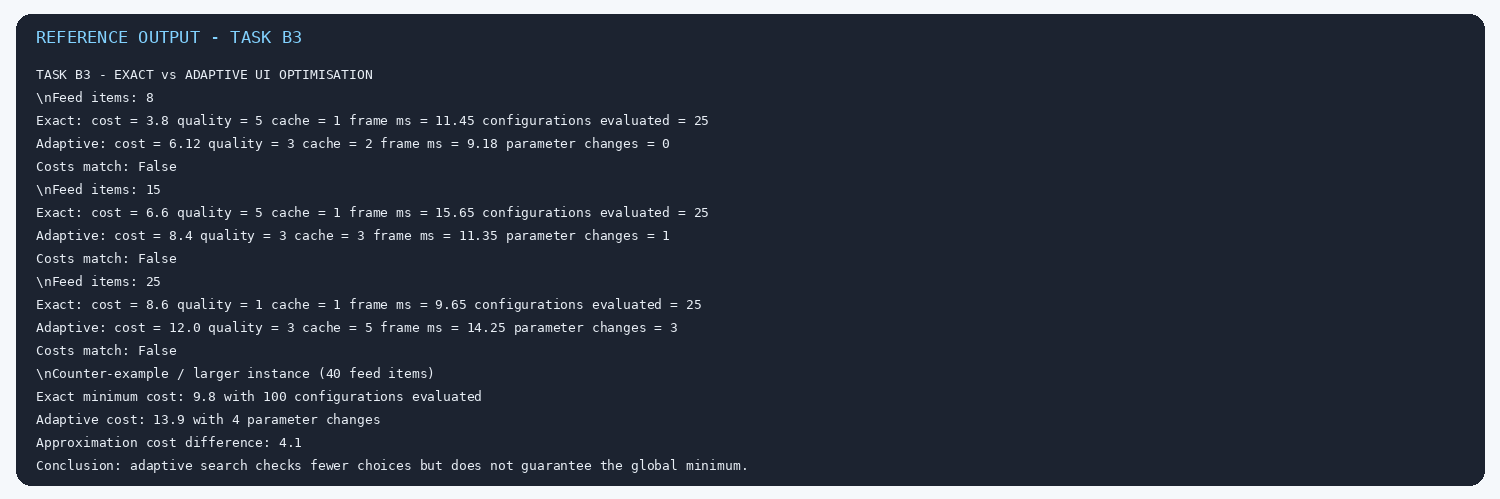 REFERENCE OUTPUT - TASK B3
TASK B3 - EXACT vs ADAPTIVE UI OPTIMISATION
\nFeed items: 8
Exact: cost = 3.8 quality = 5 cache = 1 frame ms = 11.45 configurations evaluated = 25
Adaptive: cost = 6.12 quality = 3 cache = 2 frame ms = 9.18 parameter changes = 0
Costs match: False
\nFeed items: 15
Exact: cost = 6.6 quality = 5 cache = 1 frame ms = 15.65 configurations evaluated = 25
Adaptive: cost = 8.4 quality = 3 cache = 3 frame ms = 11.35 parameter changes = 1
Costs match: False
\nFeed items: 25
Exact: cost = 8.6 quality = 1 cache = 1 frame ms = 9.65 configurations evaluated = 25
Adaptive: cost = 12.0 quality = 3 cache = 5 frame ms = 14.25 parameter changes = 3
Costs match: False
\nCounter-example / larger instance (40 feed items)
Exact minimum cost: 9.8 with 100 configurations evaluated
Adaptive cost: 13.9 with 4 parameter changes
Approximation cost difference: 4.1
Conclusion: adaptive search checks fewer choices but does not guarantee the global minimum.